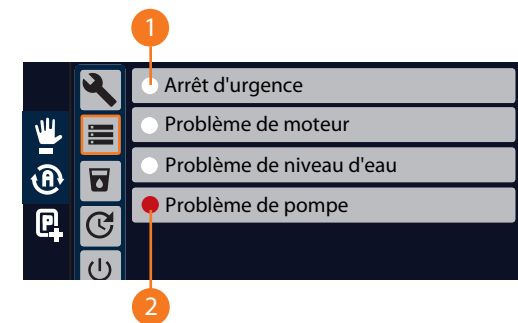 1
Arrêt d'urgence
Problème de moteur
Problème de niveau d'eau
A
Problème de pompe
P
2